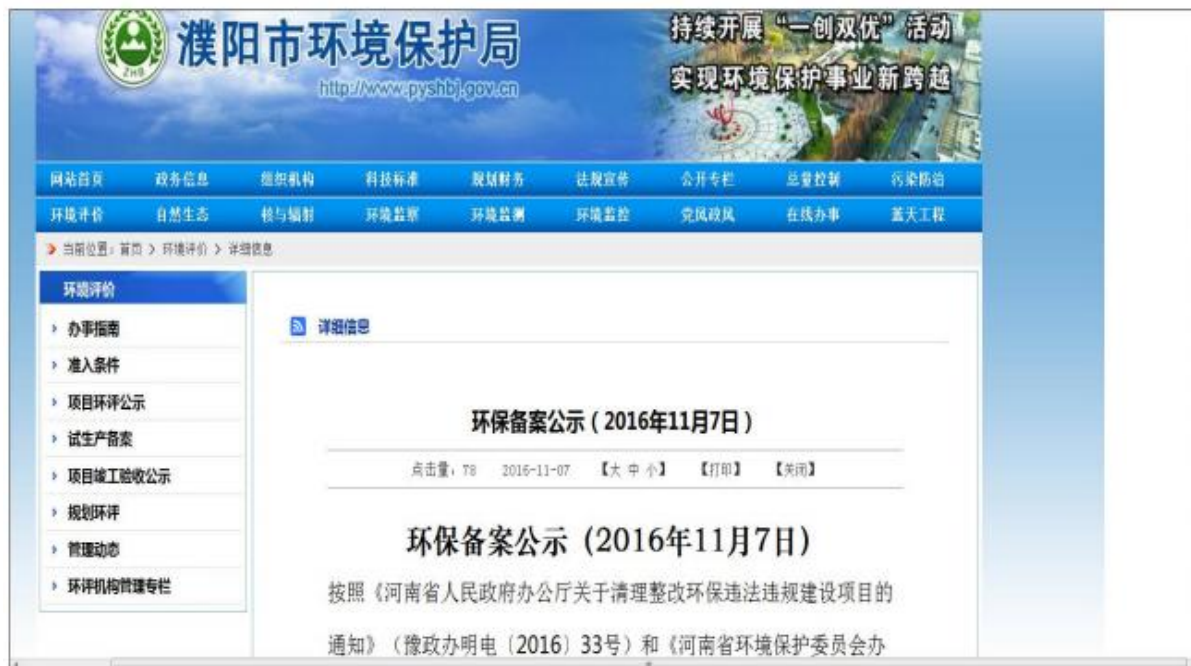 濮阳市环境保护局
http://www.pyshbj.gov.cn
ZHB
持续开展“一创双优”活动
实现环境保护事业新跨越
网站首页 政务信息 组织机构 科技标准 规划财务 法规宣传 公开专栏 总量控制 污染防治
环境评价 自然生态 核与辐射 环境监察 环境监测 环境监控 党风政风 在线办事 蓝天工程
当前位置：首页 > 环境评价 > 详细信息
环境评价
办事指南
准入条件
项目环评公示
试生产备案
项目竣工验收公示
规划环评
管理动态
环评机构管理专栏
详细信息
环保备案公示（2016年11月7日）
点击量：78 2016-11-07 【大 中 小】 【打印】 【关闭】
环保备案公示（2016年11月7日）
按照《河南省人民政府办公厅关于清理整改环保违法违规建设项目的
通知》（豫政办明电〔2016〕33号）和《河南省环境保护委员会办